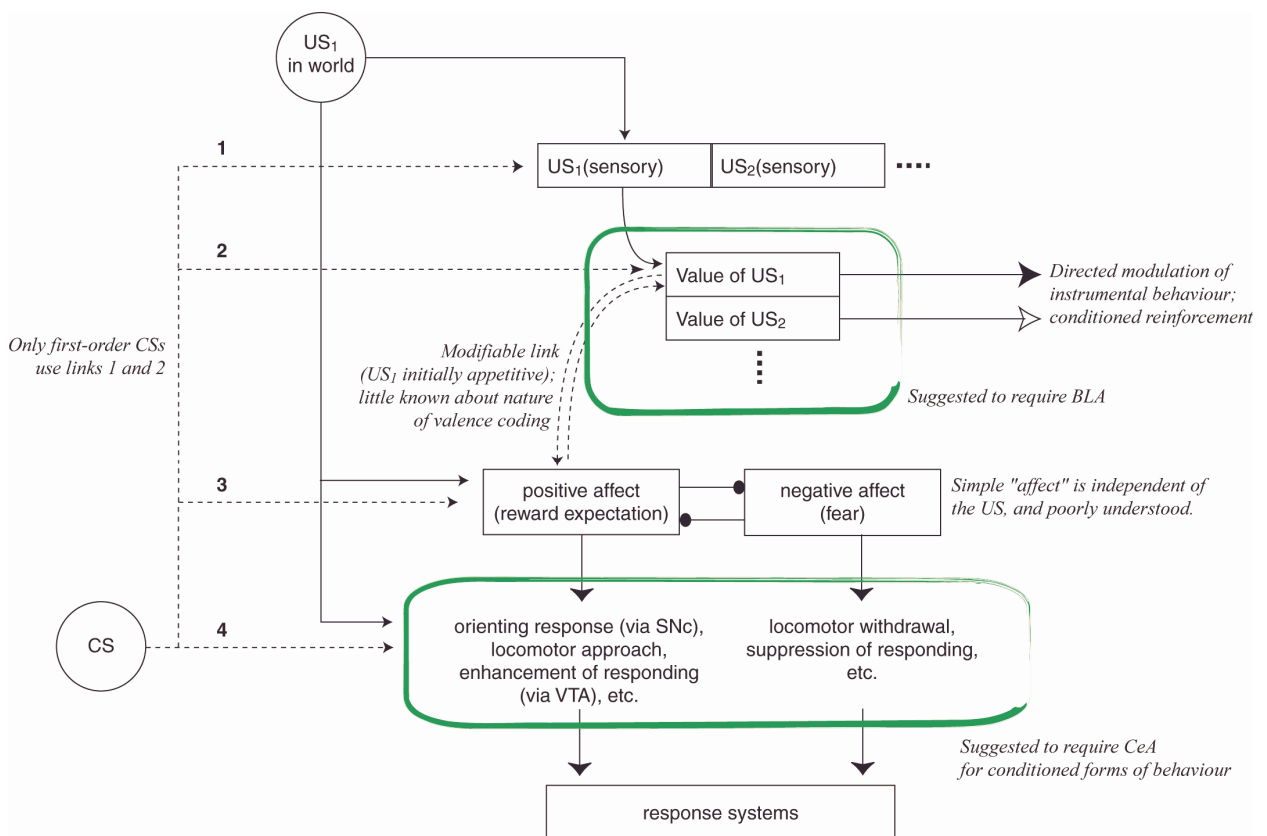 US₁
in world
1
US₁(sensory)
US₂(sensory)
2
Value of US₁
Value of US₂
Directed modulation of
instrumental behaviour;
conditioned reinforcement
Only first-order CSs
use links 1 and 2
Modifiable link
(US₁ initially appetitive);
little known about nature
of valence coding
Suggested to require BLA
3
positive affect
(reward expectation)
negative affect
(fear)
Simple "affect" is independent of
the US, and poorly understood.
CS
4
orienting response (via SNc),
locomotor approach,
enhancement of responding
(via VTA), etc.
locomotor withdrawal,
suppression of responding,
etc.
Suggested to require CeA
for conditioned forms of behaviour
response systems